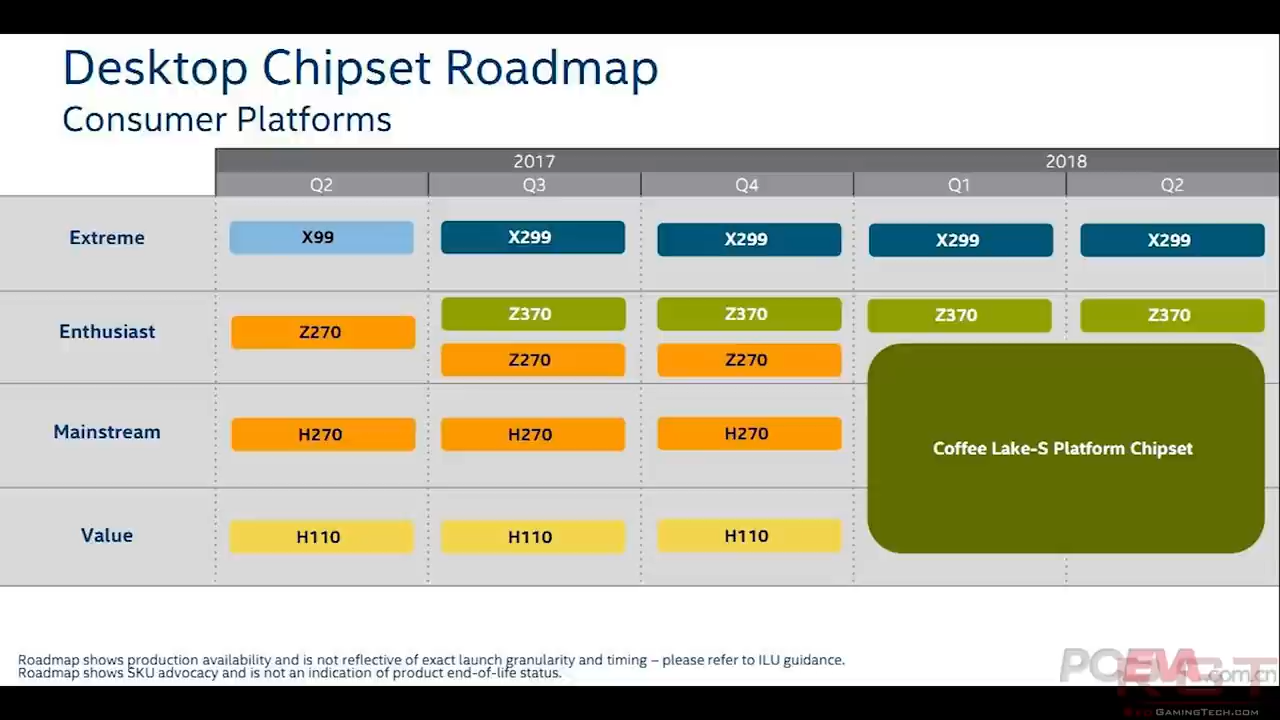 Desktop Chipset Roadmap
Consumer Platforms
2017 2018
Q2 Q3 Q4 Q1 Q2
Extreme X99 X299 X299 X299 X299
Z370 Z370 Z370 Z370
Enthusiast Z270
Z270 Z270
Mainstream H270 H270 H270
Coffee Lake-S Platform Chipset
Value H110 H110 H110
Roadmap shows production availability and is not reflective of exact launch granularity and timing – please refer to ILU guidance.
Roadmap shows SKU advocacy and is not an indication of product end-of-life status.
PCEVA.com.cn
RGT
REDGAMINGTECH.COM